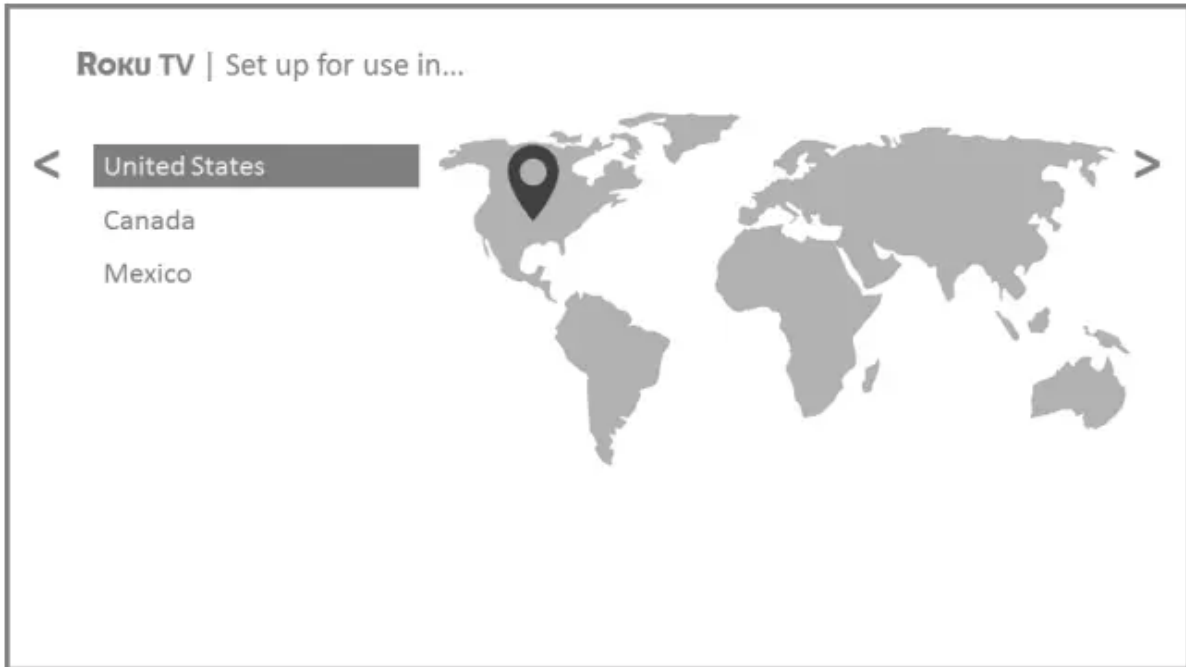 ROKU TV | Set up for use in...
< United States >
Canada
Mexico